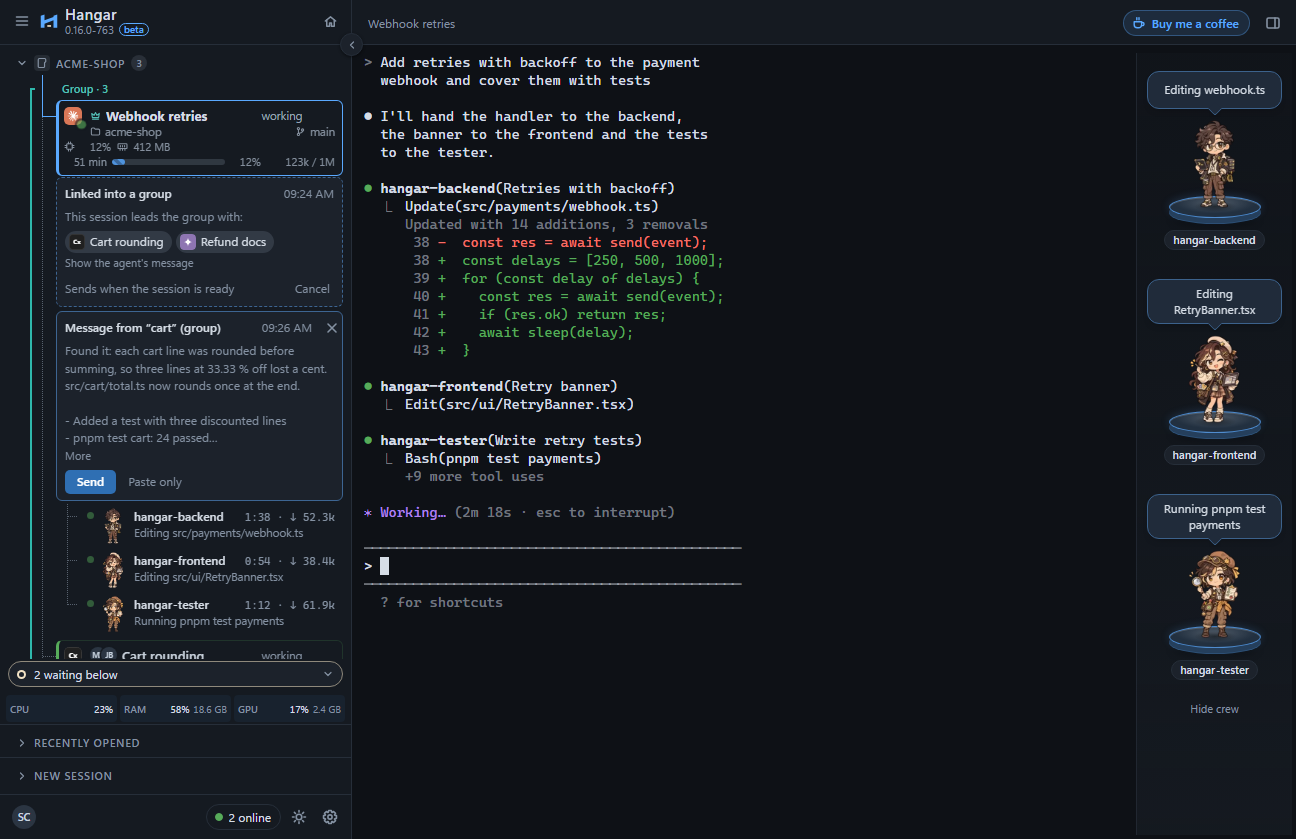 Hangar
0.16.0-763 beta
ACME-SHOP 3
Group · 3
Webhook retries working
acme-shop main
12% 412 MB
51 min 12% 123k / 1M
Linked into a group 09:24 AM
This session leads the group with:
Cx Cart rounding Refund docs
Show the agent's message
Sends when the session is ready Cancel
Message from “cart” (group) 09:26 AM
Found it: each cart line was rounded before
summing, so three lines at 33.33 % off lost a cent.
src/cart/total.ts now rounds once at the end.
- Added a test with three discounted lines
- pnpm test cart: 24 passed...
More
Send Paste only
hangar-backend 1:38 · ↓ 52.3k
Editing src/payments/webhook.ts
hangar-frontend 0:54 · ↓ 38.4k
Editing src/ui/RetryBanner.tsx
hangar-tester 1:12 · ↓ 61.9k
Running pnpm test payments
Cx M JB Cart rounding working
2 waiting below
CPU 23% RAM 58% 18.6 GB GPU 17% 2.4 GB
RECENTLY OPENED
NEW SESSION
SC 2 online
Webhook retries
Buy me a coffee
> Add retries with backoff to the payment
webhook and cover them with tests
● I'll hand the handler to the backend,
the banner to the frontend and the tests
to the tester.
● hangar-backend(Retries with backoff)
⎿ Update(src/payments/webhook.ts)
Updated with 14 additions, 3 removals
38 - const res = await send(event);
38 + const delays = [250, 500, 1000];
39 + for (const delay of delays) {
40 + const res = await send(event);
41 + if (res.ok) return res;
42 + await sleep(delay);
43 + }
● hangar-frontend(Retry banner)
⎿ Edit(src/ui/RetryBanner.tsx)
● hangar-tester(Write retry tests)
⎿ Bash(pnpm test payments)
+9 more tool uses
* Working… (2m 18s · esc to interrupt)
>
? for shortcuts
Editing webhook.ts
hangar-backend
Editing
RetryBanner.tsx
hangar-frontend
Running pnpm test
payments
hangar-tester
Hide crew